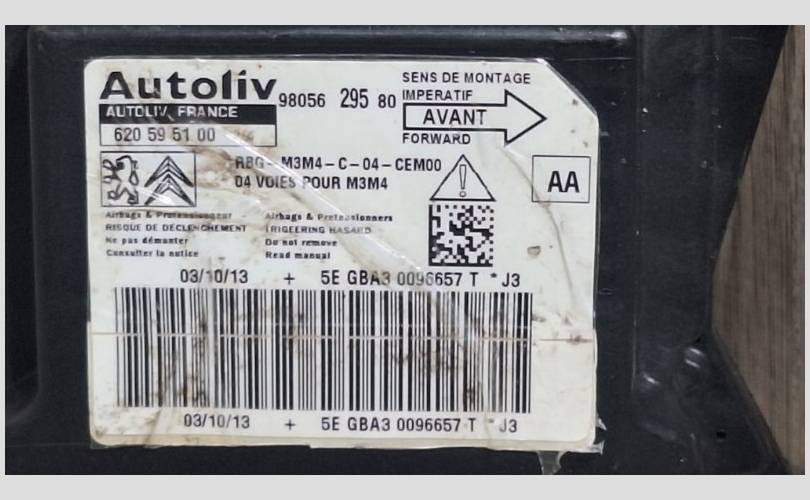 Autoliv
AUTOLIV, FRANCE
620 59 51 00
98056 295 80
SENS DE MONTAGE
IMPERATIF
AVANT
FORWARD
RBG - M3M4 - C - 04 - CEM00
04 VOIES POUR M3M4
AA
Airbags & Pretensionneur
RISQUE DE DÉCLENCHEMENT
Ne pas démonter
Consulter la notice
Airbags & Pretensionners
TRIGEERING HASARD
Do not remove
Read manual
03/10/13 + 5E GBA3 0096657 T * J3
03/10/13 + 5E GBA3 0096657 T * J3